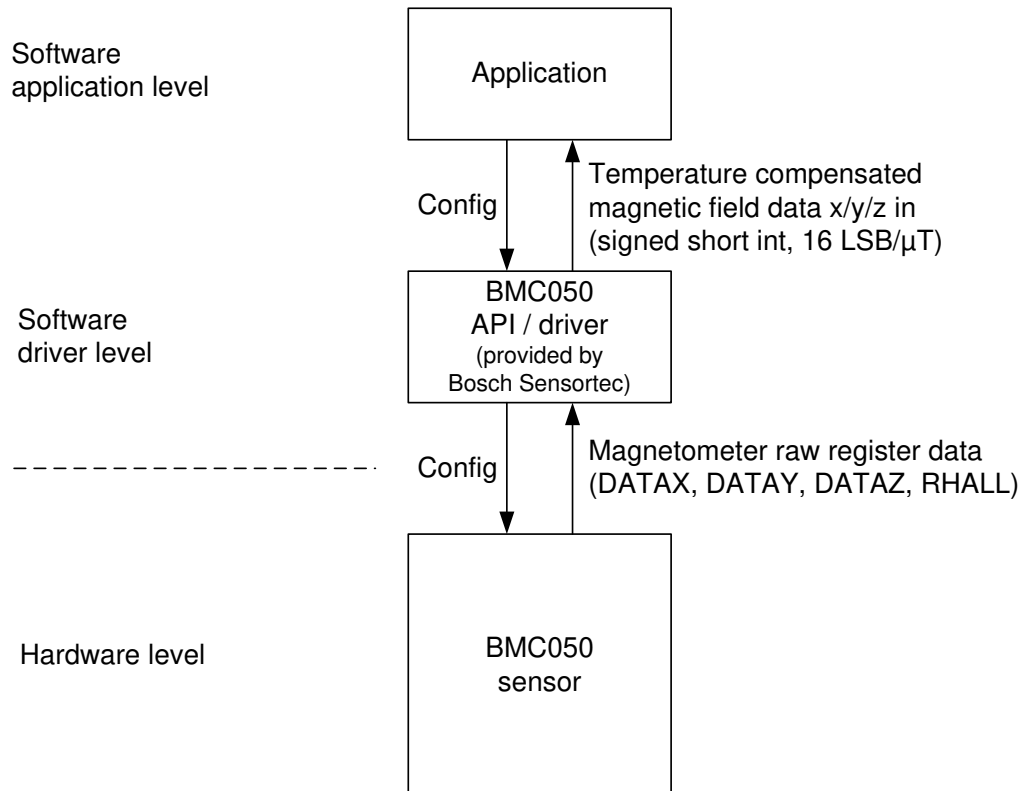 Software
application level
Application
Config
Temperature compensated
magnetic field data x/y/z in
(signed short int, 16 LSB/µT)
Software
driver level
BMC050
API / driver
(provided by
Bosch Sensortec)
Config
Magnetometer raw register data
(DATAX, DATAY, DATAZ, RHALL)
Hardware level
BMC050
sensor